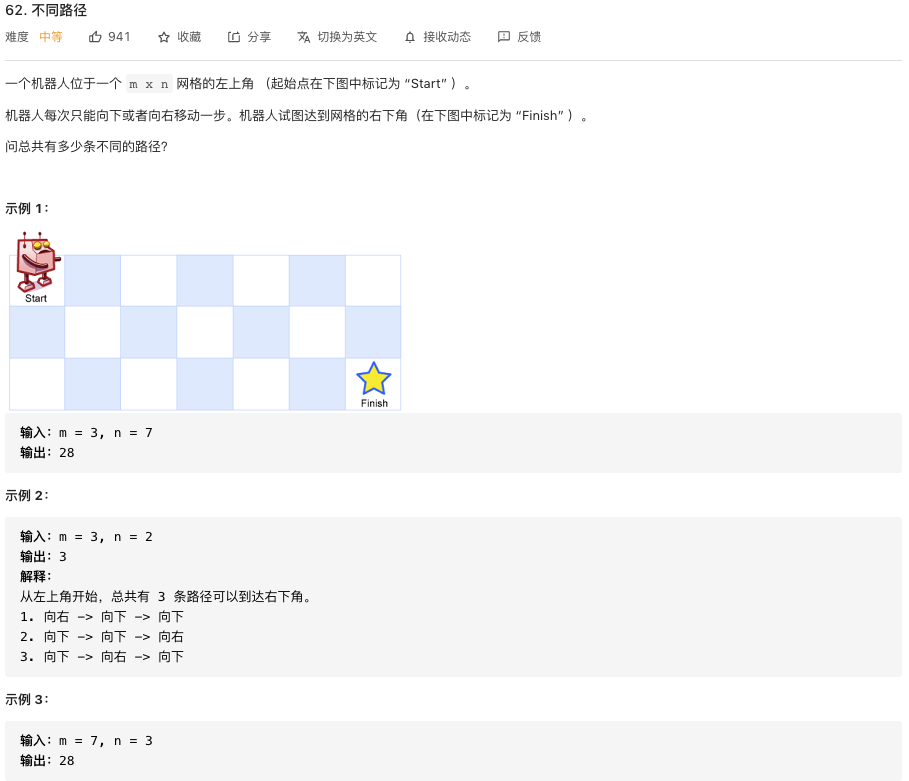 62. 不同路径
难度 中等 941 收藏 分享 切换为英文 接收动态 反馈
一个机器人位于一个 m x n 网格的左上角 （起始点在下图中标记为 “Start” ）。
机器人每次只能向下或者向右移动一步。机器人试图达到网格的右下角（在下图中标记为 “Finish” ）。
问总共有多少条不同的路径?
示例 1：
Start
Finish
输入：m = 3, n = 7
输出：28
示例 2：
输入：m = 3, n = 2
输出：3
解释：
从左上角开始，总共有 3 条路径可以到达右下角。
1. 向右 -> 向下 -> 向下
2. 向下 -> 向下 -> 向右
3. 向下 -> 向右 -> 向下
示例 3：
输入：m = 7, n = 3
输出：28